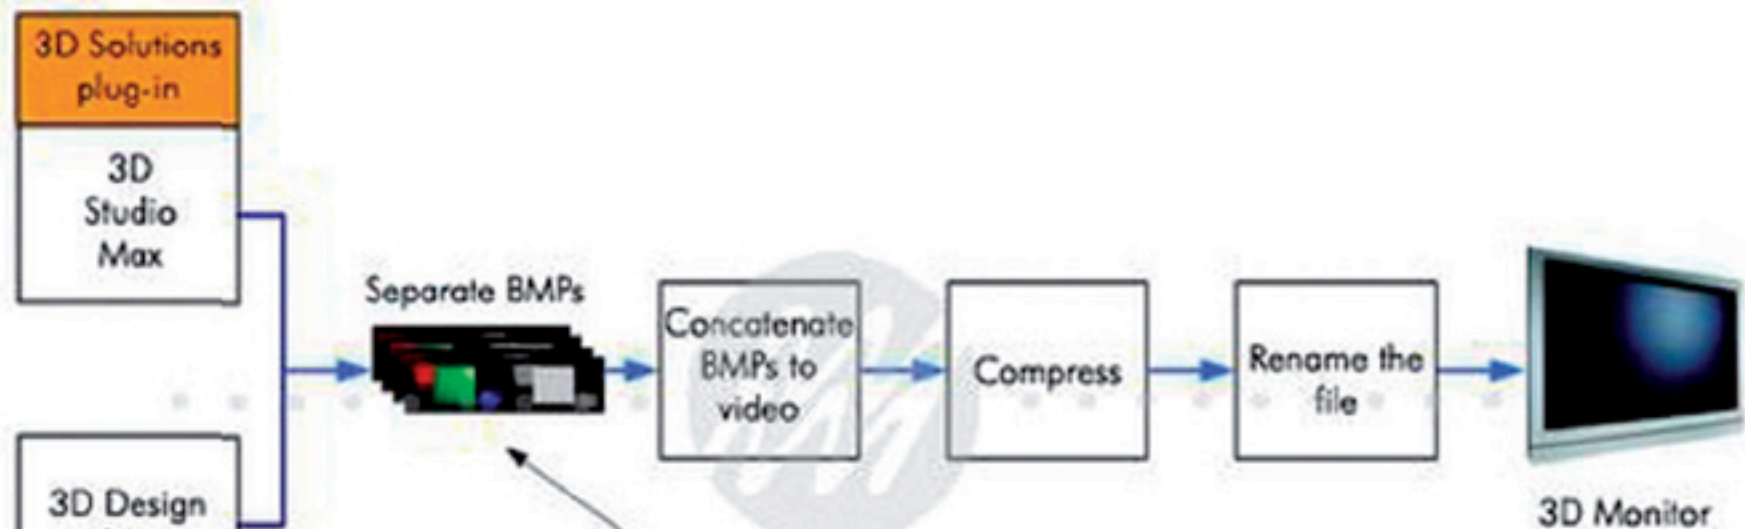 3D Solutions
plug-in
3D
Studio
Max
Separate BMPs
Concatenate
BMPs to
video
Compress
Rename the
file
3D Design
3D Monitor